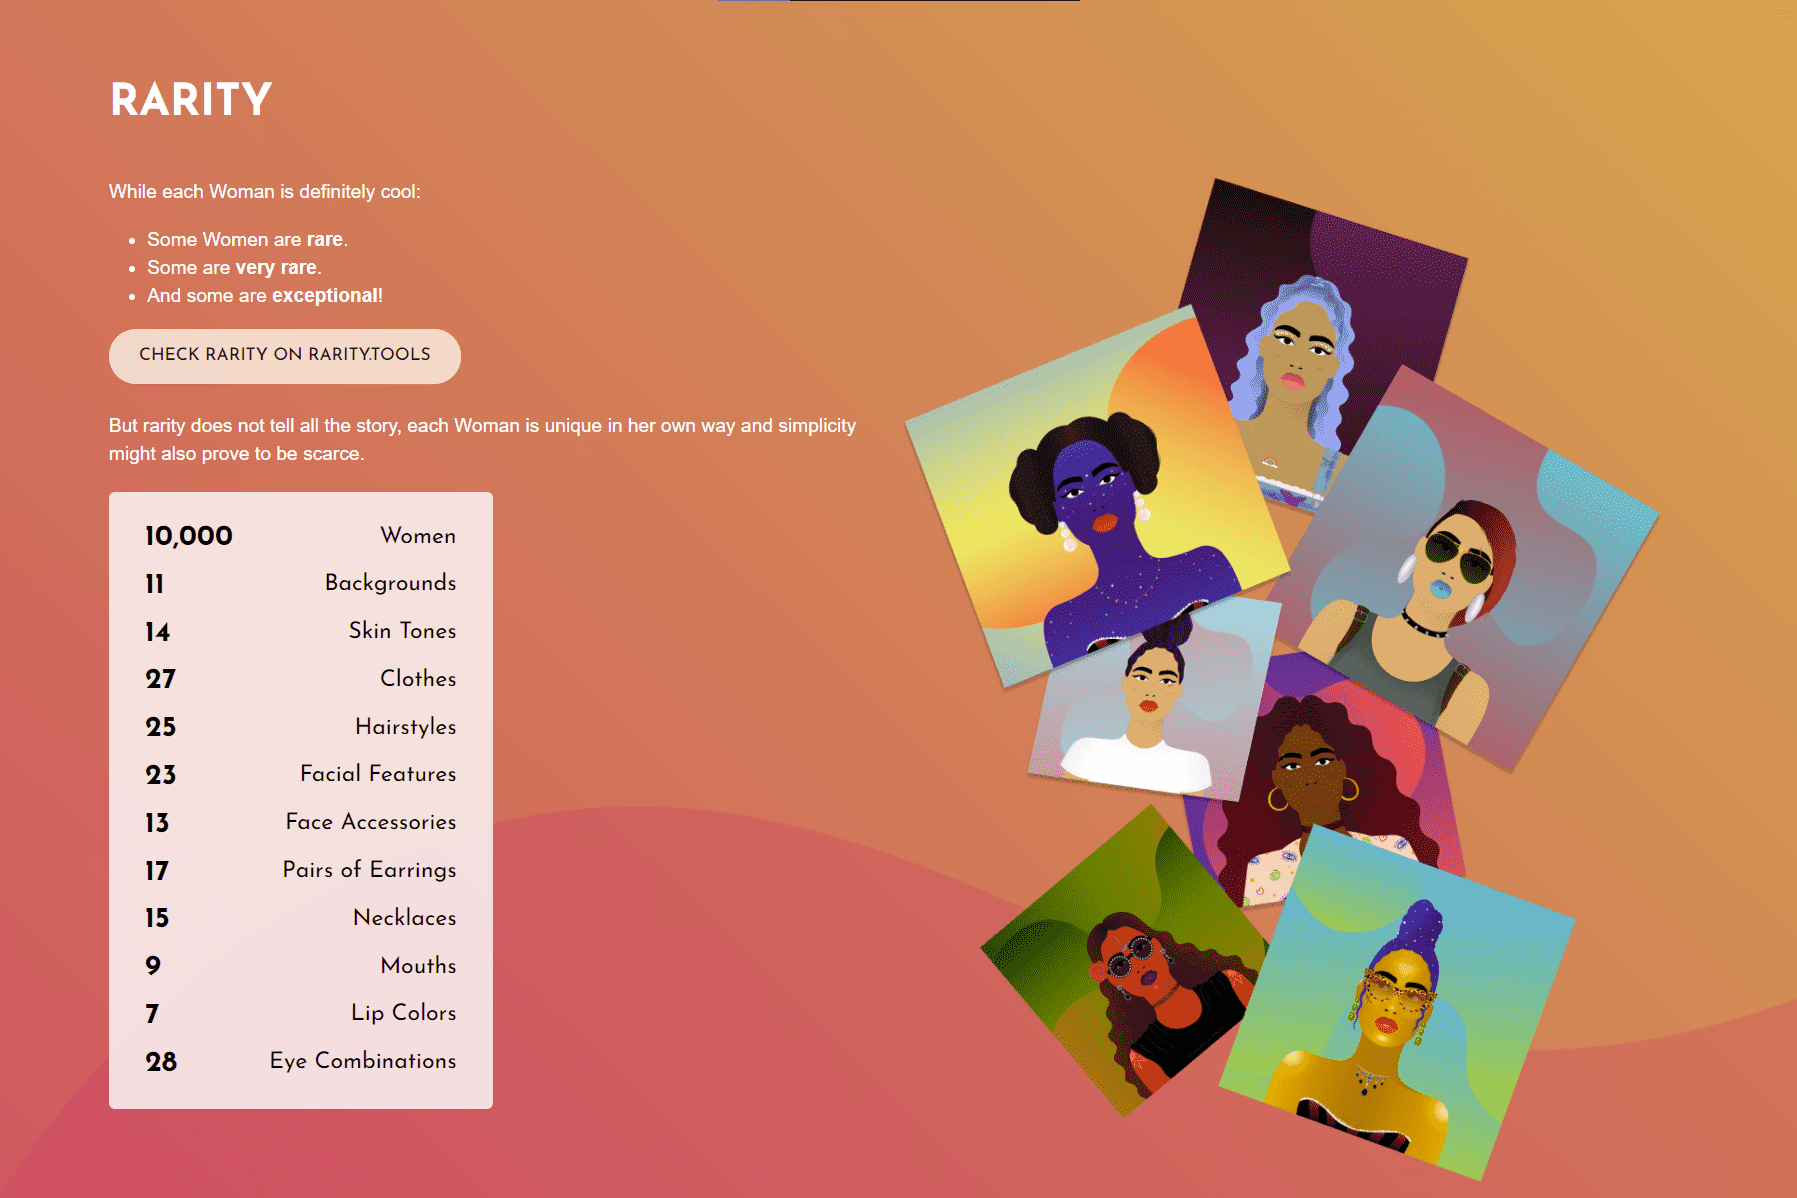 RARITY
While each Woman is definitely cool:
• Some Women are rare.
• Some are very rare.
• And some are exceptional!
CHECK RARITY ON RARITY.TOOLS
But rarity does not tell all the story, each Woman is unique in her own way and simplicity
might also prove to be scarce.
10,000 Women
11 Backgrounds
14 Skin Tones
27 Clothes
25 Hairstyles
23 Facial Features
13 Face Accessories
17 Pairs of Earrings
15 Necklaces
9 Mouths
7 Lip Colors
28 Eye Combinations